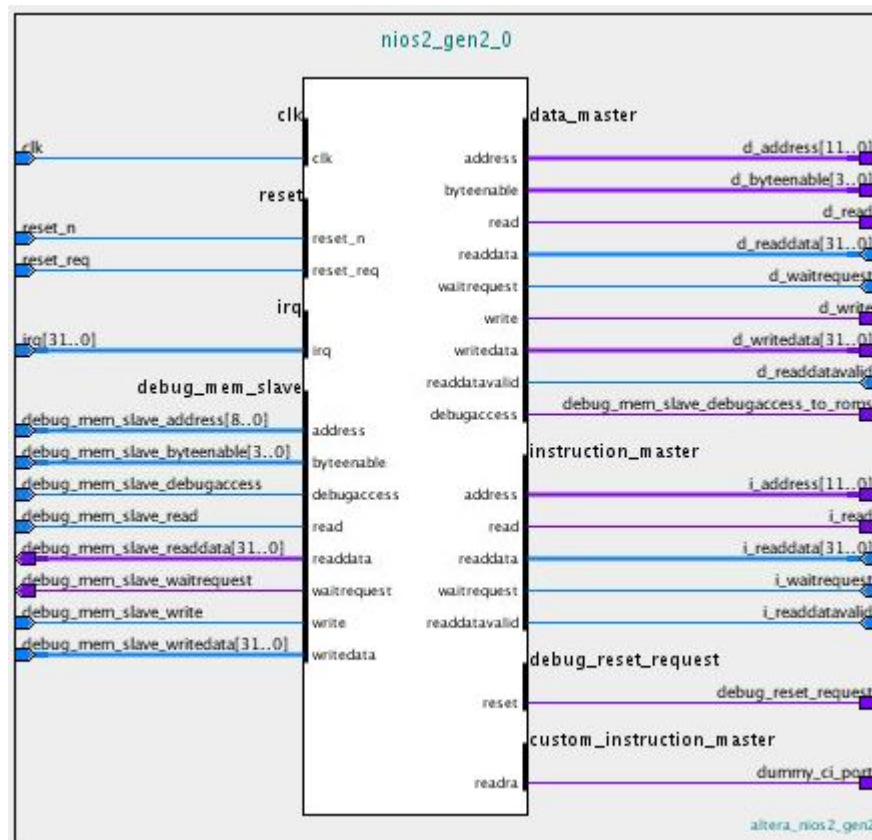 nios2_gen2_0
clk
clk
clk
reset
reset_n
reset_n
reset_req
reset_req
irq
irq[31..0]
irq
debug_mem_slave
debug_mem_slave_address[8..0]
address
debug_mem_slave_byteenable[3..0]
byteenable
debug_mem_slave_debugaccess
debugaccess
debug_mem_slave_read
read
debug_mem_slave_readdata[31..0]
readdata
debug_mem_slave_waitrequest
waitrequest
debug_mem_slave_write
write
debug_mem_slave_writedata[31..0]
writedata
data_master
d_address[11..0]
address
d_byteenable[3..0]
byteenable
d_read
read
d_readdata[31..0]
readdata
d_waitrequest
waitrequest
d_write
write
d_writedata[31..0]
writedata
d_readdatavalid
readdatavalid
debug_mem_slave_debugaccess_to_roms
debugaccess
instruction_master
i_address[11..0]
address
i_read
read
i_readdata[31..0]
readdata
i_waitrequest
waitrequest
i_readdatavalid
readdatavalid
debug_reset_request
debug_reset_request
reset
custom_instruction_master
dummy_ci_port
readra
altera_nios2_gen2